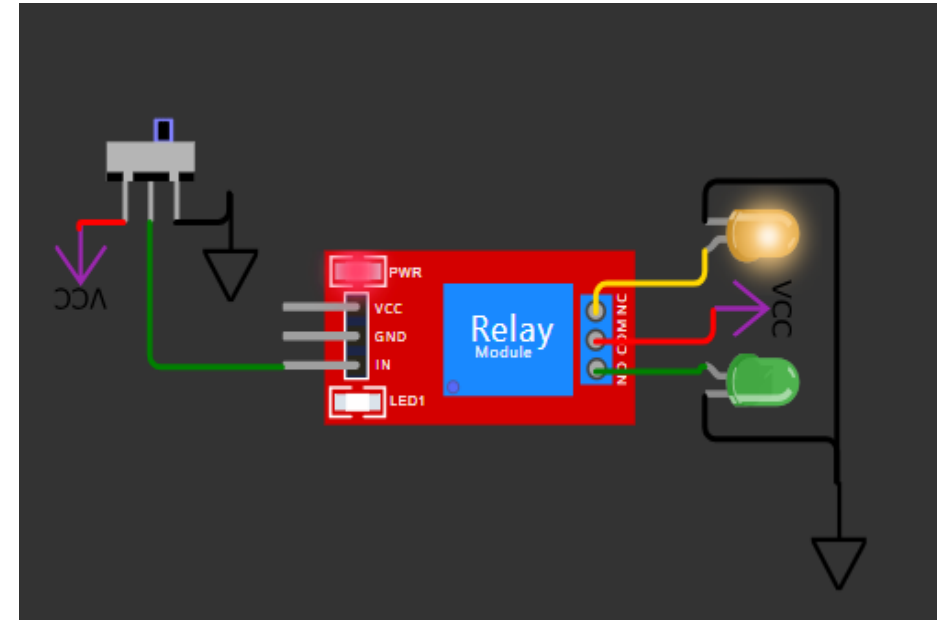 VCC
PWR
VCC
GND
IN
LED1
Relay
Module
NO COM NC
VCC